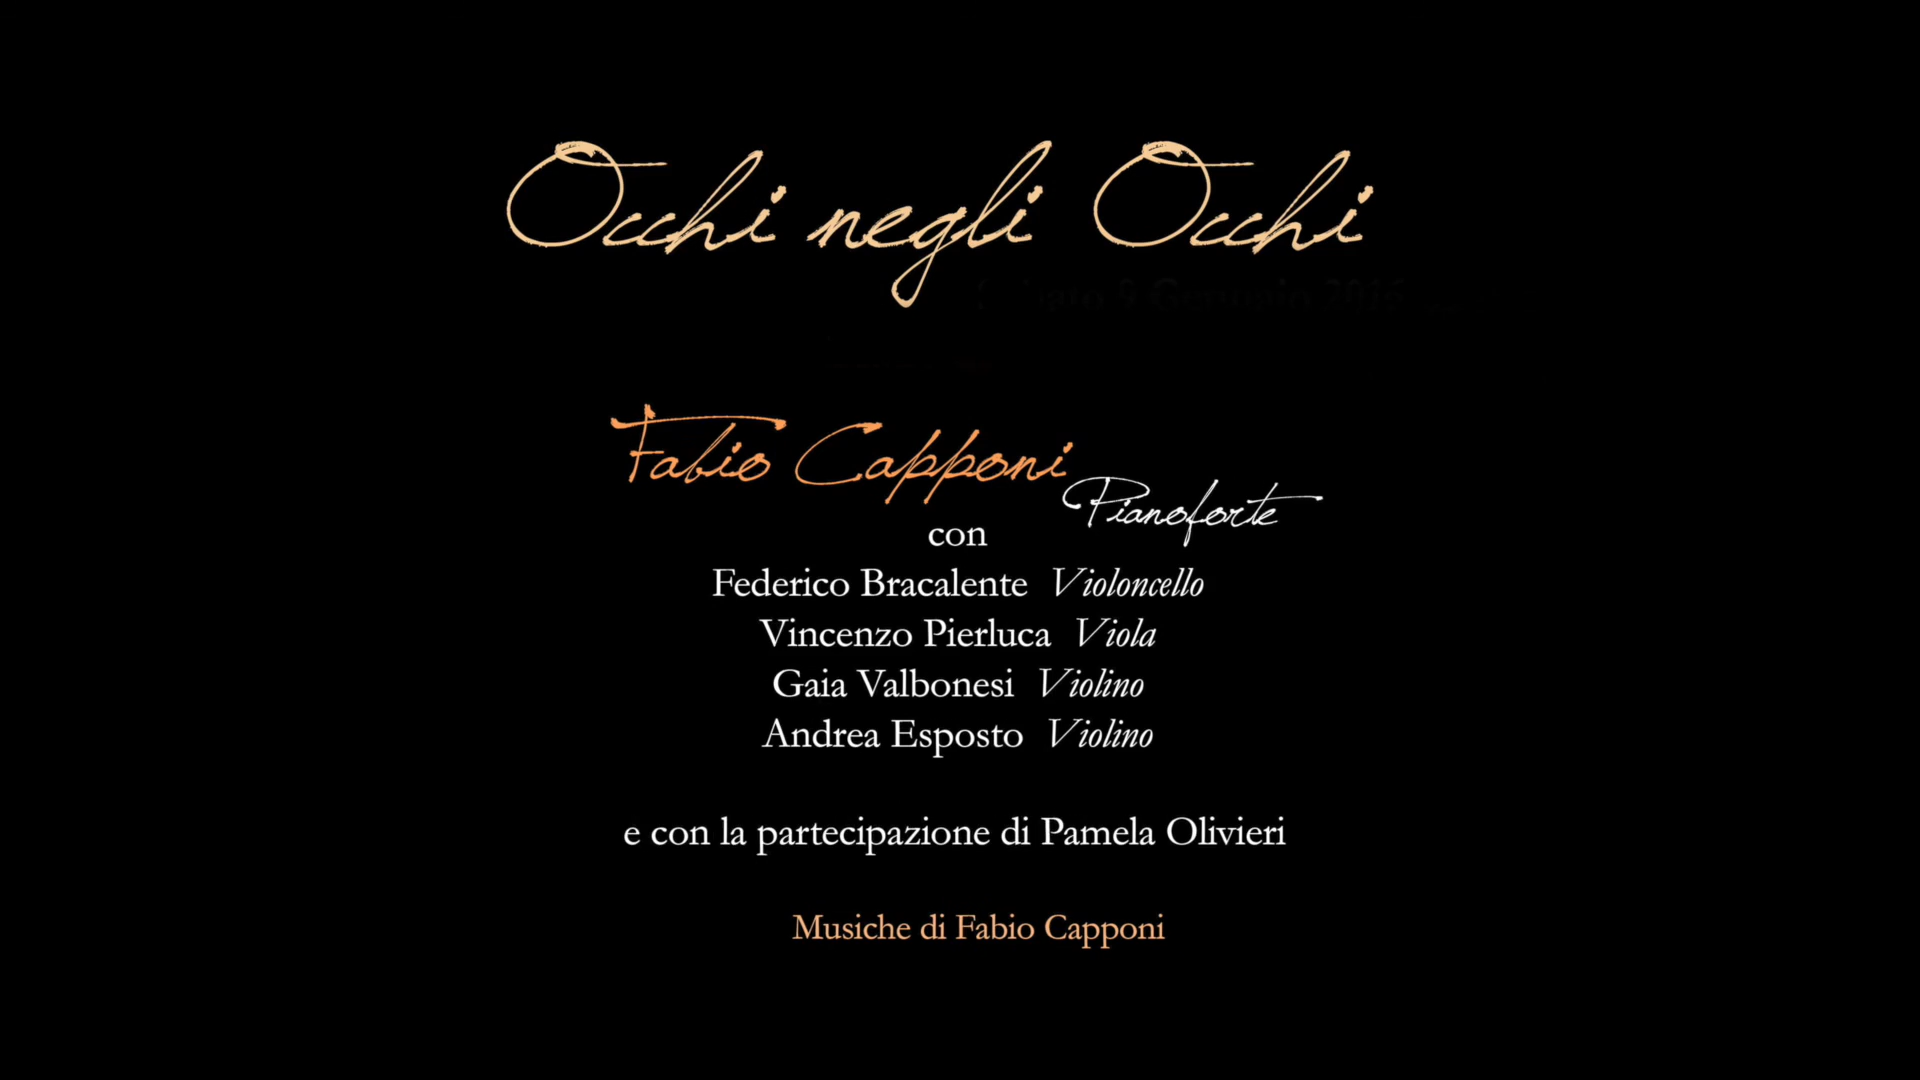 Occhi negli Occhi
Fabio Capponi
Pianoforte
con
Federico Bracalente Violoncello
Vincenzo Pierluca Viola
Gaia Valbonesi Violino
Andrea Esposto Violino
e con la partecipazione di Pamela Olivieri
Musiche di Fabio Capponi